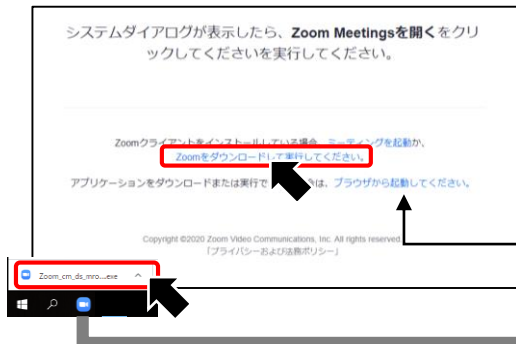 システムダイアログが表示したら、Zoom Meetingsを開くをクリ
ックしてくださいを実行してください。
Zoomクライアントをインストールしている場合、ミーティングを起動か、
Zoomをダウンロードして実行してください。
アプリケーションをダウンロードまたは実行で は、ブラウザから起動してください。
Copyright ©2020 Zoom Video Communications, Inc. All rights reserved.
「プライバシーおよび法務ポリシー」
Zoom_cm_ds_mro....exe